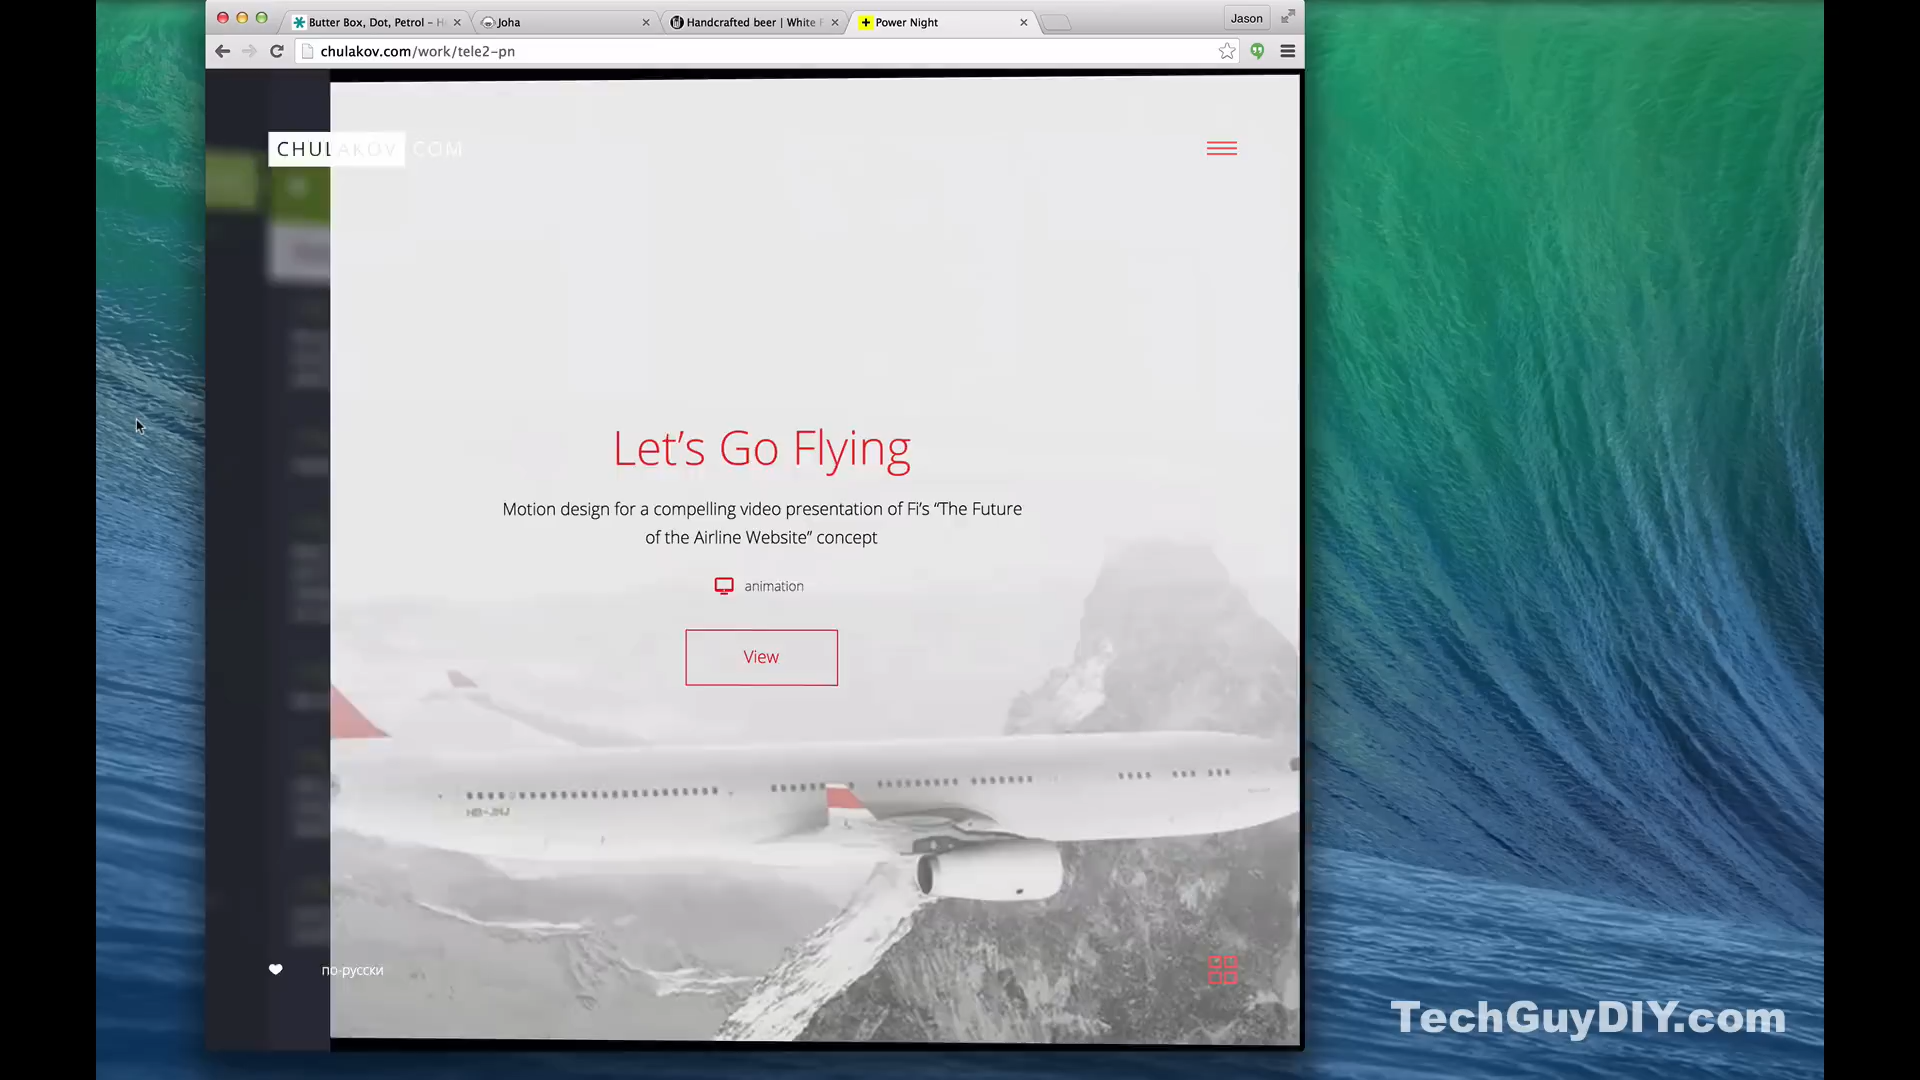 Butter Box, Dot, Petrol – H
Joha
Handcrafted beer | White F
Power Night
Jason
chulakov.com/work/tele2-pn
CHULAKOV.COM
Let's Go Flying
Motion design for a compelling video presentation of Fi's “The Future
of the Airline Website” concept
animation
View
HB-JMJ
по-русски
TechGuyDIY.com